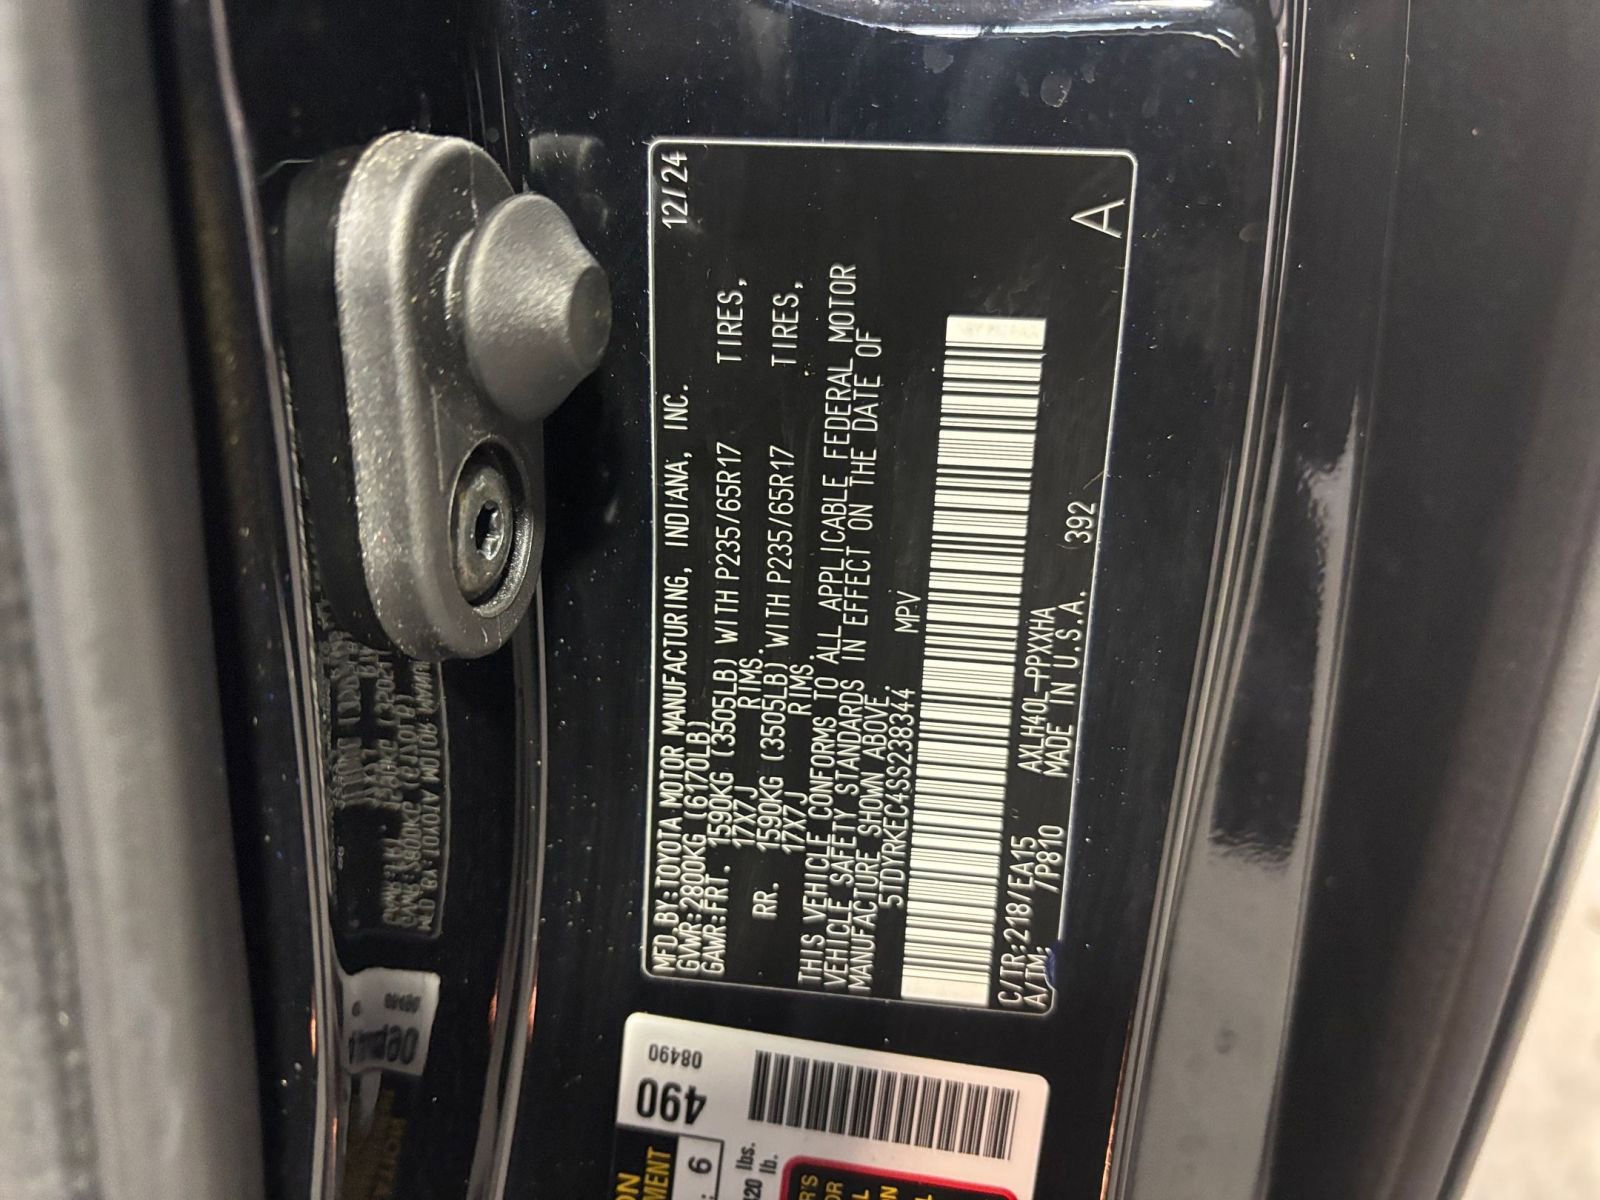 MFD.BY:TOYOTA MOTOR MANUFACTURING, INDIANA, INC. 12/24
GVWR:2800KG (6170LB)
GAWR:FRT. 1590KG (3505LB) WITH P235/65R17 TIRES,
17X7J RIMS.
RR. 1590KG (3505LB) WITH P235/65R17 TIRES,
17X7J RIMS.
THIS VEHICLE CONFORMS TO ALL APPLICABLE FEDERAL MOTOR
VEHICLE SAFETY STANDARDS IN EFFECT ON THE DATE OF
MANUFACTURE SHOWN ABOVE.
5TDYRKEC4SS238344 MPV
C/TR:218/EA15 AXLH40L-PPXXHA
A/TM: /P810 MADE IN U.S.A. 392
A
490
08490
6
lbs.
lb.